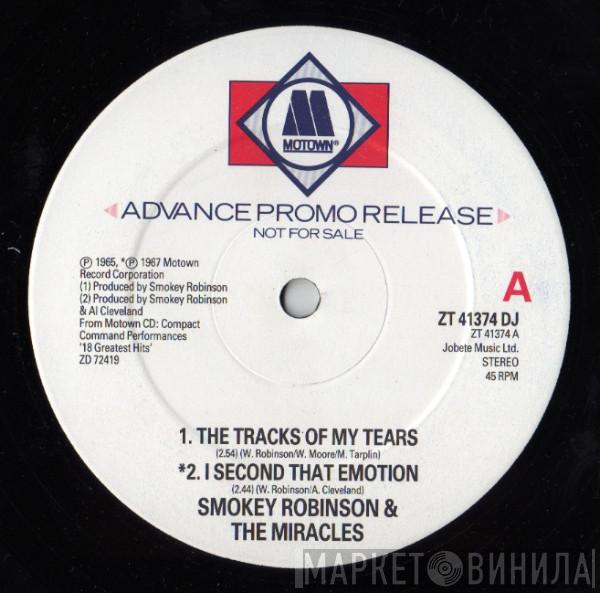 M
MOTOWN®
ADVANCE PROMO RELEASE
NOT FOR SALE
℗ 1965, *℗ 1967 Motown
Record Corporation
(1) Produced by Smokey Robinson
(2) Produced by Smokey Robinson
& Al Cleveland
From Motown CD: Compact
Command Performances
'18 Greatest Hits'
ZD 72419
A
ZT 41374 DJ
ZT 41374 A
Jobete Music Ltd.
STEREO
45 RPM
1. THE TRACKS OF MY TEARS
(2.54) (W. Robinson/W. Moore/M. Tarplin)
*2. I SECOND THAT EMOTION
(2.44) (W. Robinson/A. Cleveland)
SMOKEY ROBINSON &
THE MIRACLES
МАРКЕТ ВИНИЛА